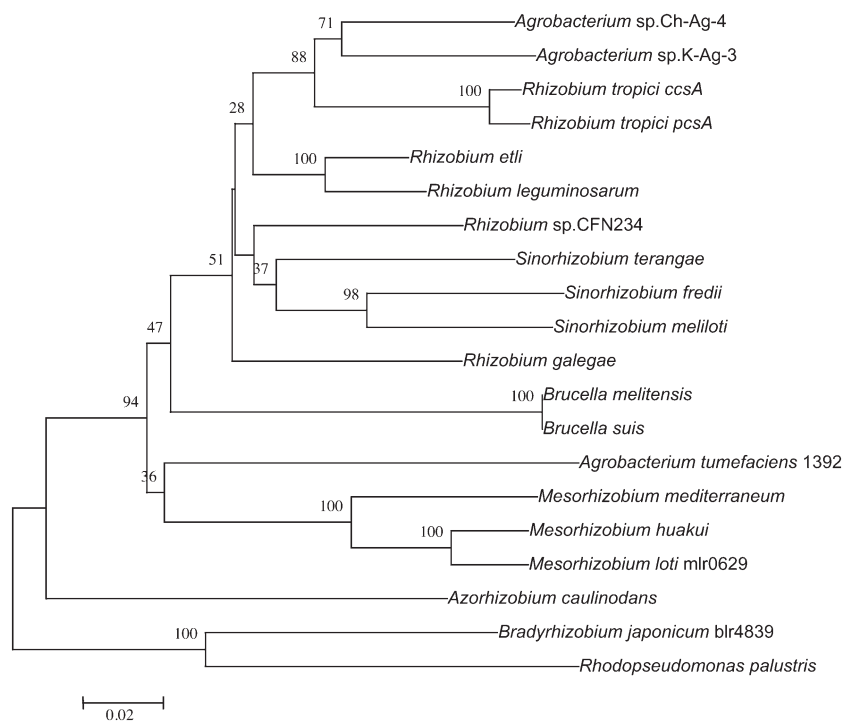 71
Agrobacterium sp.Ch-Ag-4
88
Agrobacterium sp.K-Ag-3
100
Rhizobium tropici ccsA
28
Rhizobium tropici pcsA
100
Rhizobium etli
Rhizobium leguminosarum
Rhizobium sp.CFN234
51
37
Sinorhizobium terangae
98
Sinorhizobium fredii
47
Sinorhizobium meliloti
Rhizobium galegae
94
100
Brucella melitensis
Brucella suis
36
Agrobacterium tumefaciens 1392
100
Mesorhizobium mediterraneum
100
Mesorhizobium huakui
Mesorhizobium loti mlr0629
Azorhizobium caulinodans
100
Bradyrhizobium japonicum blr4839
Rhodopseudomonas palustris
0.02